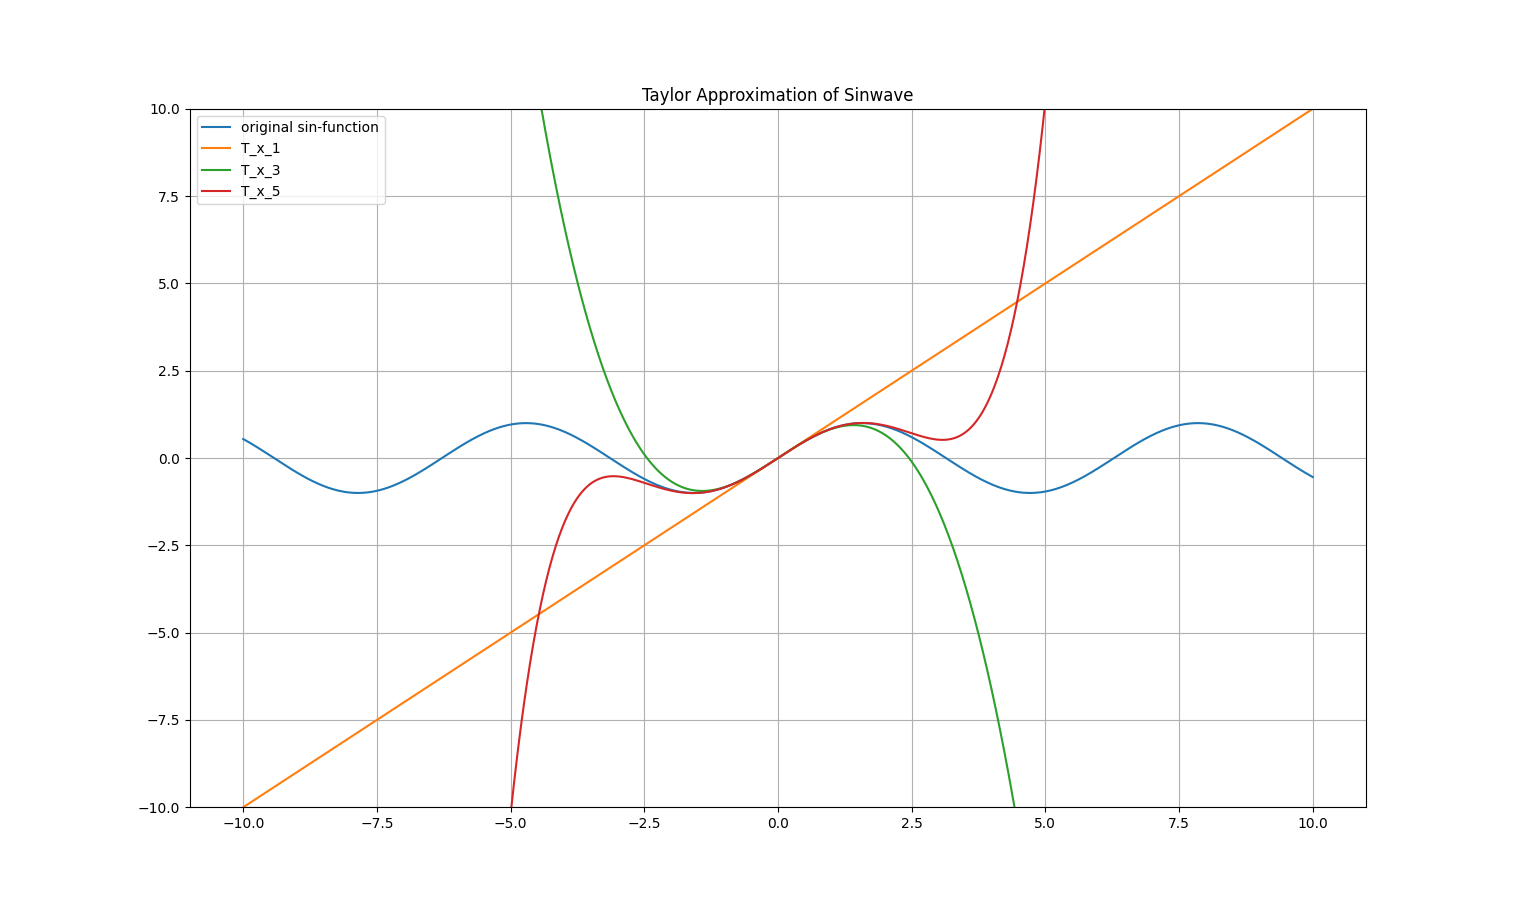 Taylor Approximation of Sinwave
original sin-function
T_x_1
T_x_3
T_x_5
10.0
7.5
5.0
2.5
0.0
−2.5
−5.0
−7.5
−10.0
−10.0 −7.5 −5.0 −2.5 0.0 2.5 5.0 7.5 10.0